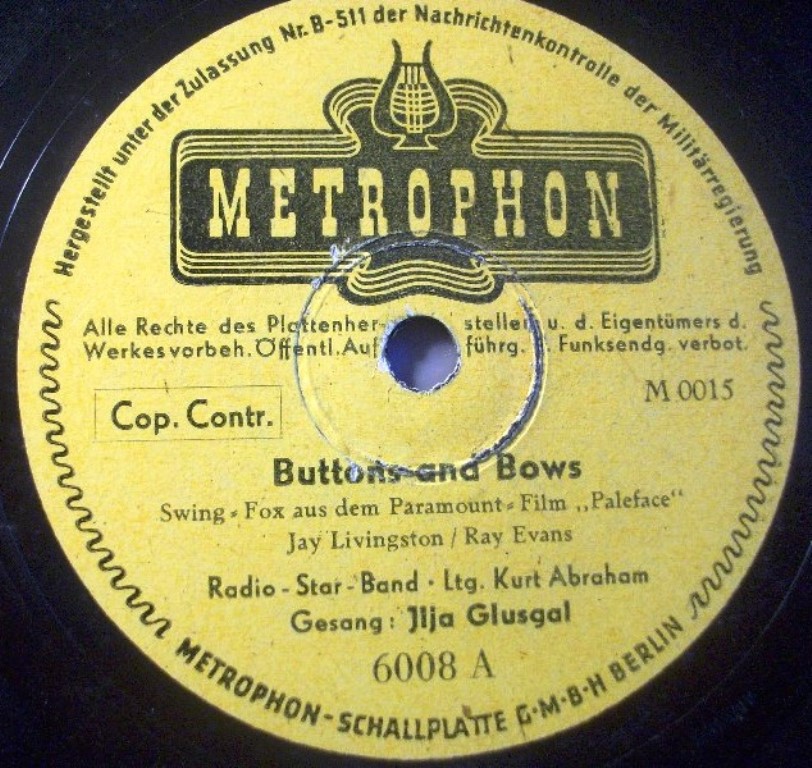 Hergestellt unter der Zulassung Nr. B-511 der Nachrichtenkontrolle der Militärregierung
METROPHON
Alle Rechte des Plattenher- steller u. d. Eigentümers d.
Werkes vorbeh. Öffentl. Auf führg. Funksendg. verbot.
M 0015
Cop. Contr.
Buttons and Bows
Swing-Fox aus dem Paramount-Film „Paleface“
Jay Livingston / Ray Evans
Radio-Star-Band · Ltg. Kurt Abraham
Gesang: Jlja Glusgal
6008 A
METROPHON-SCHALLPLATTE G·M·B·H BERLIN